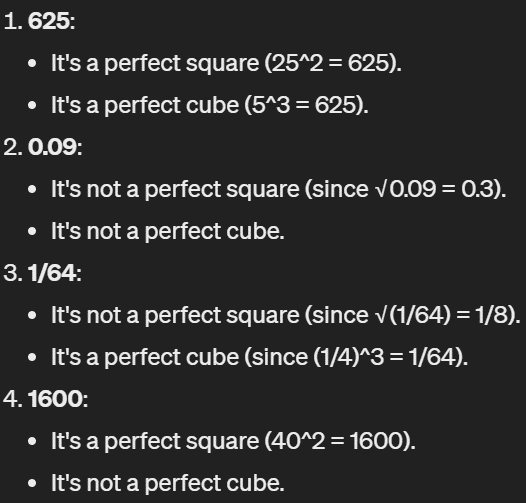 1. 625:
• It's a perfect square (25^2 = 625).
• It's a perfect cube (5^3 = 625).
2. 0.09:
• It's not a perfect square (since √0.09 = 0.3).
• It's not a perfect cube.
3. 1/64:
• It's not a perfect square (since √(1/64) = 1/8).
• It's a perfect cube (since (1/4)^3 = 1/64).
4. 1600:
• It's a perfect square (40^2 = 1600).
• It's not a perfect cube.